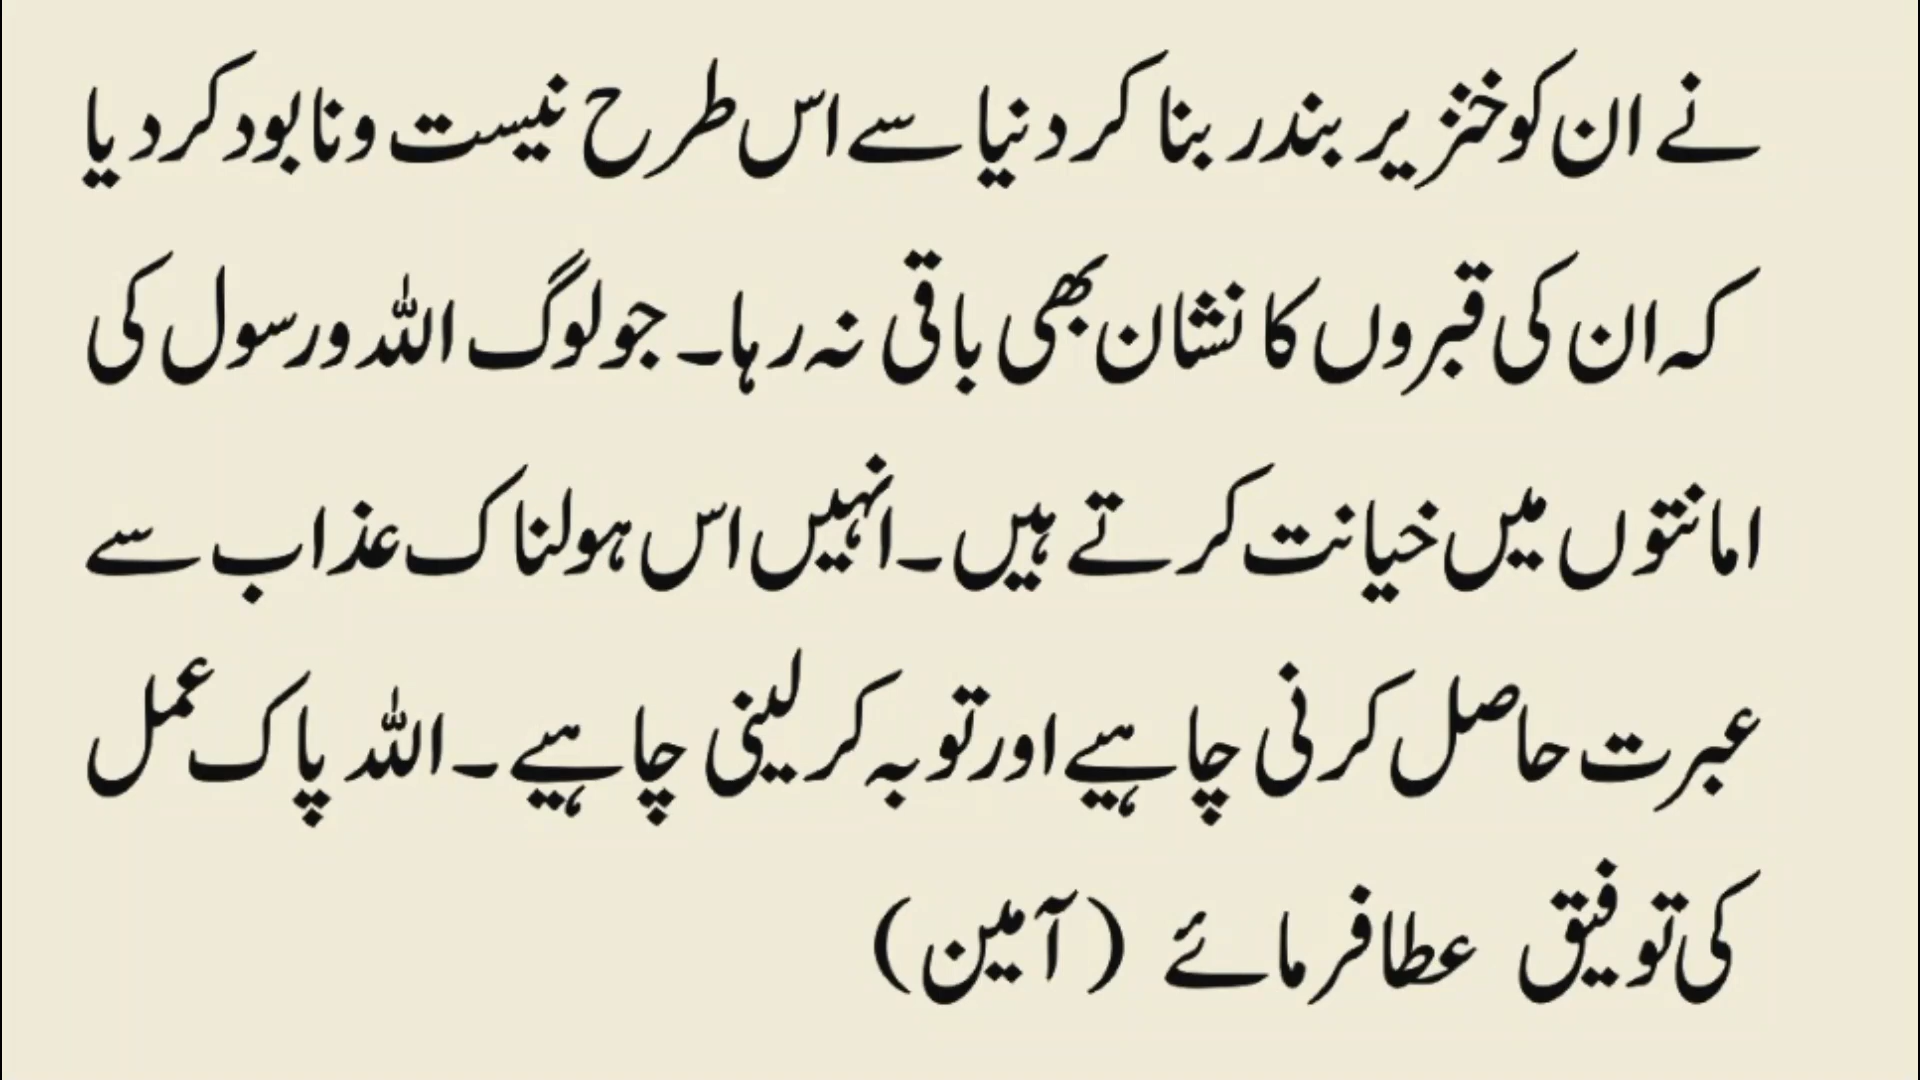 نے ان کو خنزیر بندر بنا کر دنیا سے اس طرح نیست و نابود کر دیا
کہ ان کی قبروں کا نشان بھی باقی نہ رہا۔ جو لوگ اللہ و رسول کی
امانتوں میں خیانت کرتے ہیں۔ انہیں اس ہولناک عذاب سے
عبرت حاصل کرنی چاہیے اور توبہ کر لینی چاہیے۔ اللہ پاک عمل
کی توفیق عطا فرمائے (آمین)